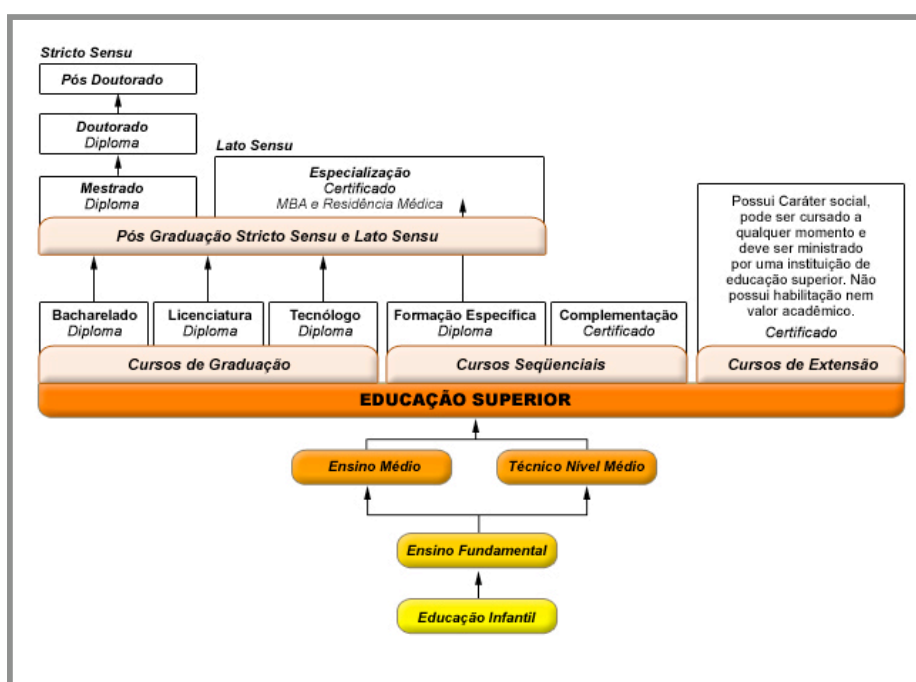 Stricto Sensu
Pós Doutorado
Doutorado
Diploma
Mestrado
Diploma
Lato Sensu
Especialização
Certificado
MBA e Residência Médica
Pós Graduação Stricto Sensu e Lato Sensu
Bacharelado
Diploma
Licenciatura
Diploma
Tecnólogo
Diploma
Cursos de Graduação
Formação Específica
Diploma
Complementação
Certificado
Cursos Seqüenciais
Possui Caráter social,
pode ser cursado a
qualquer momento e
deve ser ministrado
por uma instituição de
educação superior. Não
possui habilitação nem
valor acadêmico.
Certificado
Cursos de Extensão
EDUCAÇÃO SUPERIOR
Ensino Médio
Técnico Nível Médio
Ensino Fundamental
Educação Infantil